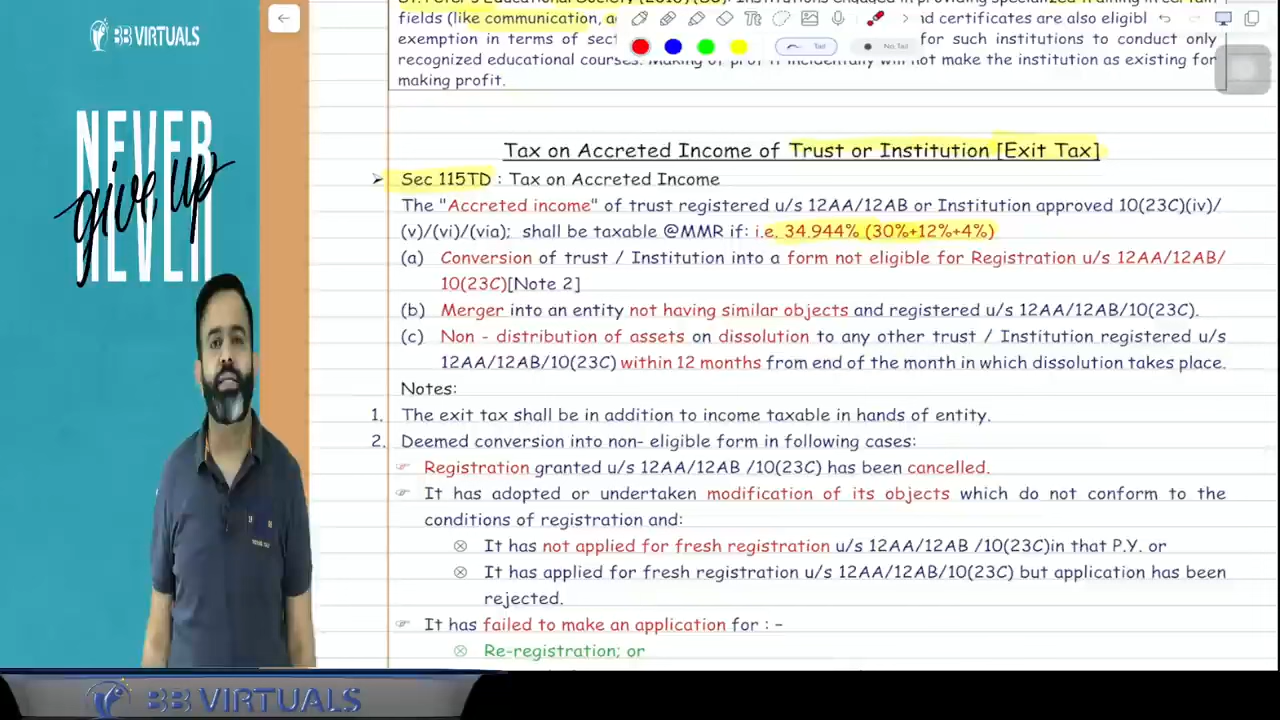 BB VIRTUALS
NEVER
give up
NEVER
fields (like communication,
nd certificates are also eligibl
exemption in terms of sect
for such institutions to conduct only
recognized educational courses.
not make the institution as existing for
making profit.
Tail
No Tail
Tax on Accreted Income of Trust or Institution [Exit Tax]
➤ Sec 115TD : Tax on Accreted Income
The "Accreted income" of trust registered u/s 12AA/12AB or Institution approved 10(23C)(iv)/
(v)/(vi)/(via); shall be taxable @MMR if: i.e. 34.944% (30%+12%+4%)
(a) Conversion of trust / Institution into a form not eligible for Registration u/s 12AA/12AB/
10(23C)[Note 2]
(b) Merger into an entity not having similar objects and registered u/s 12AA/12AB/10(23C).
(c) Non - distribution of assets on dissolution to any other trust / Institution registered u/s
12AA/12AB/10(23C) within 12 months from end of the month in which dissolution takes place.
Notes:
1. The exit tax shall be in addition to income taxable in hands of entity.
2. Deemed conversion into non- eligible form in following cases:
☞ Registration granted u/s 12AA/12AB /10(23C) has been cancelled.
☞ It has adopted or undertaken modification of its objects which do not conform to the
conditions of registration and:
⊗ It has not applied for fresh registration u/s 12AA/12AB /10(23C)in that P.Y. or
⊗ It has applied for fresh registration u/s 12AA/12AB/10(23C) but application has been
rejected.
☞ It has failed to make an application for : –
⊗ Re-registration; or
BB VIRTUALS